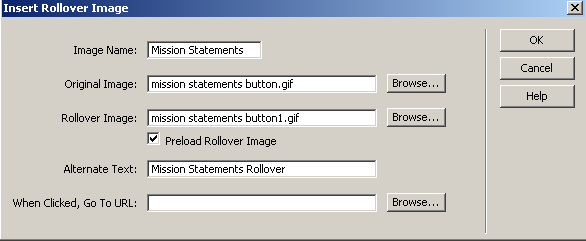 Insert Rollover Image
Image Name: Mission Statements
OK
Original Image: mission statements button.gif Browse...
Cancel
Help
Rollover Image: mission statements button1.gif Browse...
Preload Rollover Image
Alternate Text: Mission Statements Rollover
When Clicked, Go To URL: Browse...